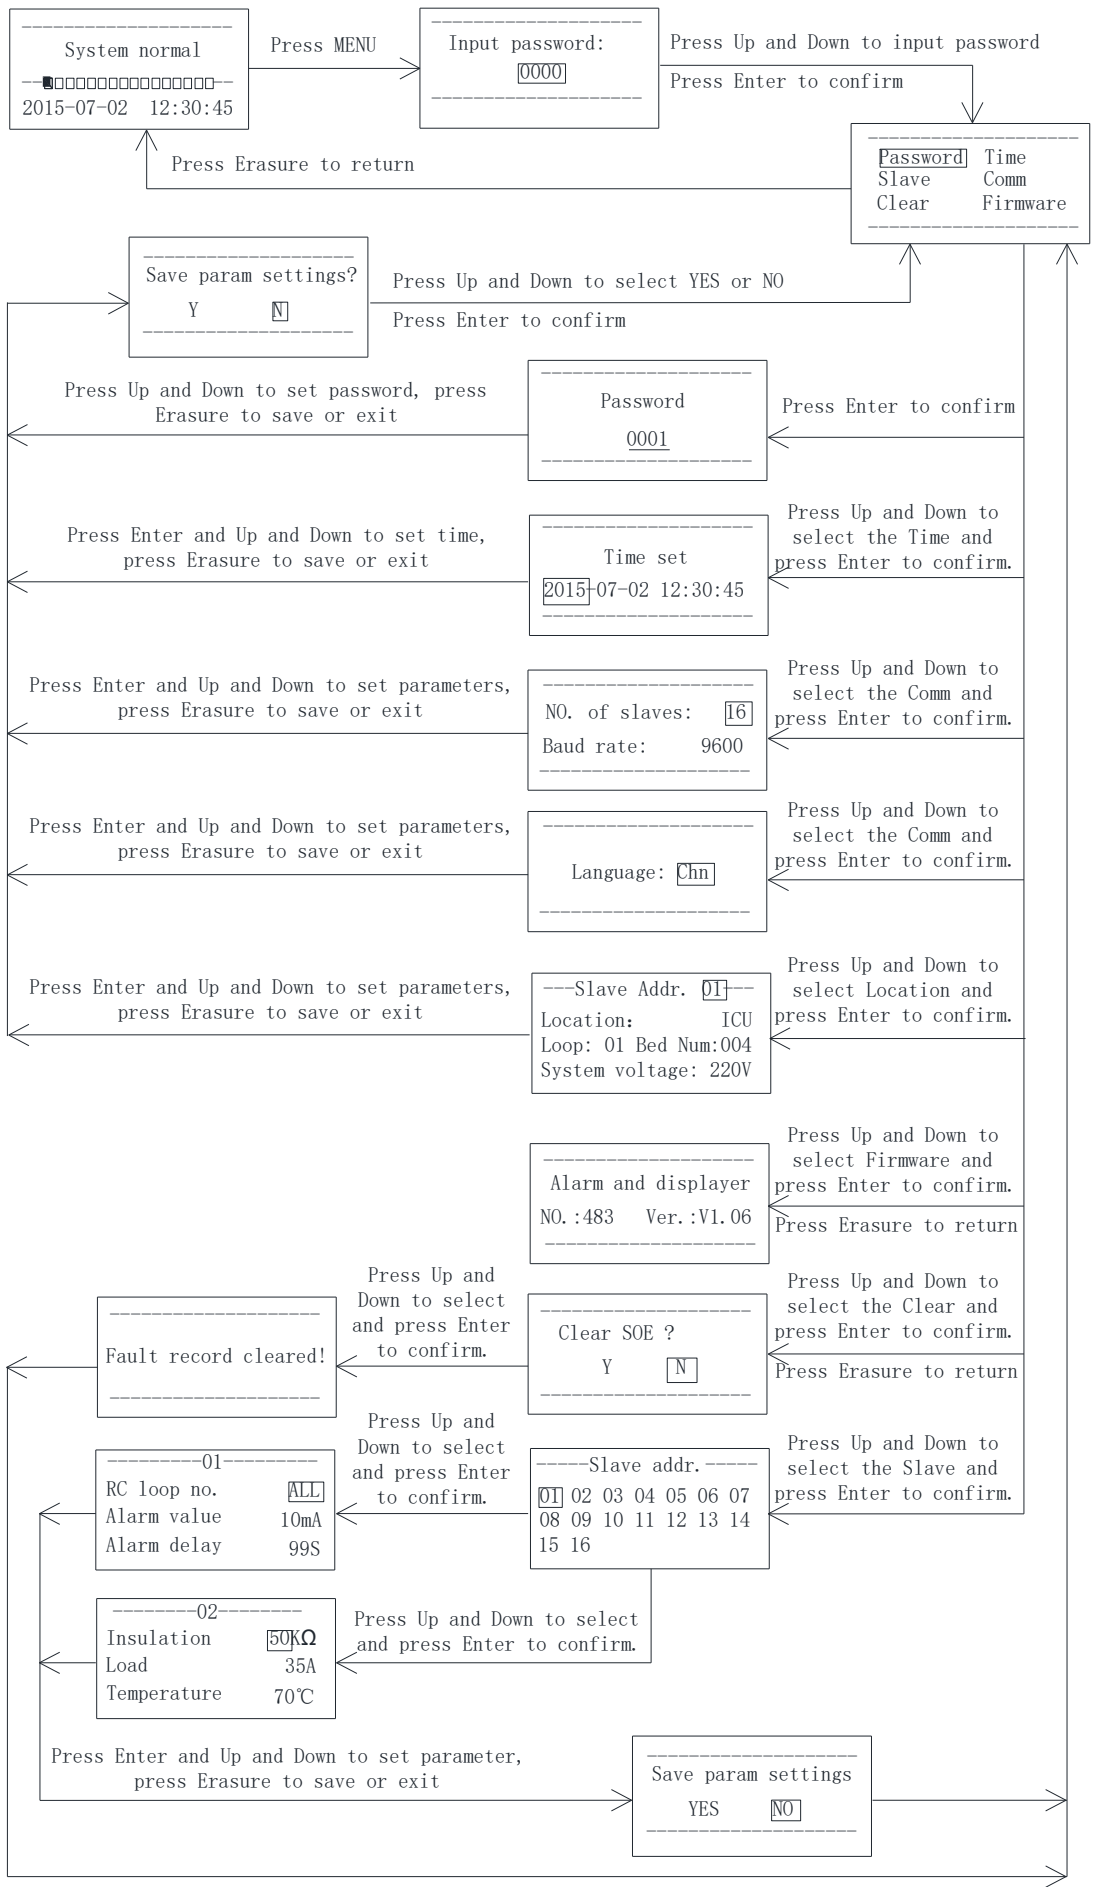 System normal
2015-07-02 12:30:45
Press MENU
Input password:
0000
Press Up and Down to input password
Press Enter to confirm
Password Time
Slave Comm
Clear Firmware
Press Erasure to return
Save param settings?
Y N
Press Up and Down to select YES or NO
Press Enter to confirm
Press Up and Down to set password, press
Erasure to save or exit
Password
0001
Press Enter to confirm
Press Enter and Up and Down to set time,
press Erasure to save or exit
Time set
2015-07-02 12:30:45
Press Up and Down to
select the Time and
press Enter to confirm.
Press Enter and Up and Down to set parameters,
press Erasure to save or exit
NO. of slaves: 16
Baud rate: 9600
Press Up and Down to
select the Comm and
press Enter to confirm.
Press Enter and Up and Down to set parameters,
press Erasure to save or exit
Language: Chn
Press Up and Down to
select the Comm and
press Enter to confirm.
Press Enter and Up and Down to set parameters,
press Erasure to save or exit
---Slave Addr. 01---
Location: ICU
Loop: 01 Bed Num:004
System voltage: 220V
Press Up and Down to
select Location and
press Enter to confirm.
Alarm and displayer
NO.:483 Ver.:V1.06
Press Up and Down to
select Firmware and
press Enter to confirm.
Press Erasure to return
Fault record cleared!
Press Up and
Down to select
and press Enter
to confirm.
Clear SOE ?
Y N
Press Up and Down to
select the Clear and
press Enter to confirm.
Press Erasure to return
---------01---------
RC loop no. ALL
Alarm value 10mA
Alarm delay 99S
Press Up and
Down to select
and press Enter
to confirm.
-----Slave addr.-----
01 02 03 04 05 06 07
08 09 10 11 12 13 14
15 16
Press Up and Down to
select the Slave and
press Enter to confirm.
--------02--------
Insulation 50KΩ
Load 35A
Temperature 70℃
Press Up and Down to select
and press Enter to confirm.
Press Enter and Up and Down to set parameter,
press Erasure to save or exit
Save param settings
YES NO